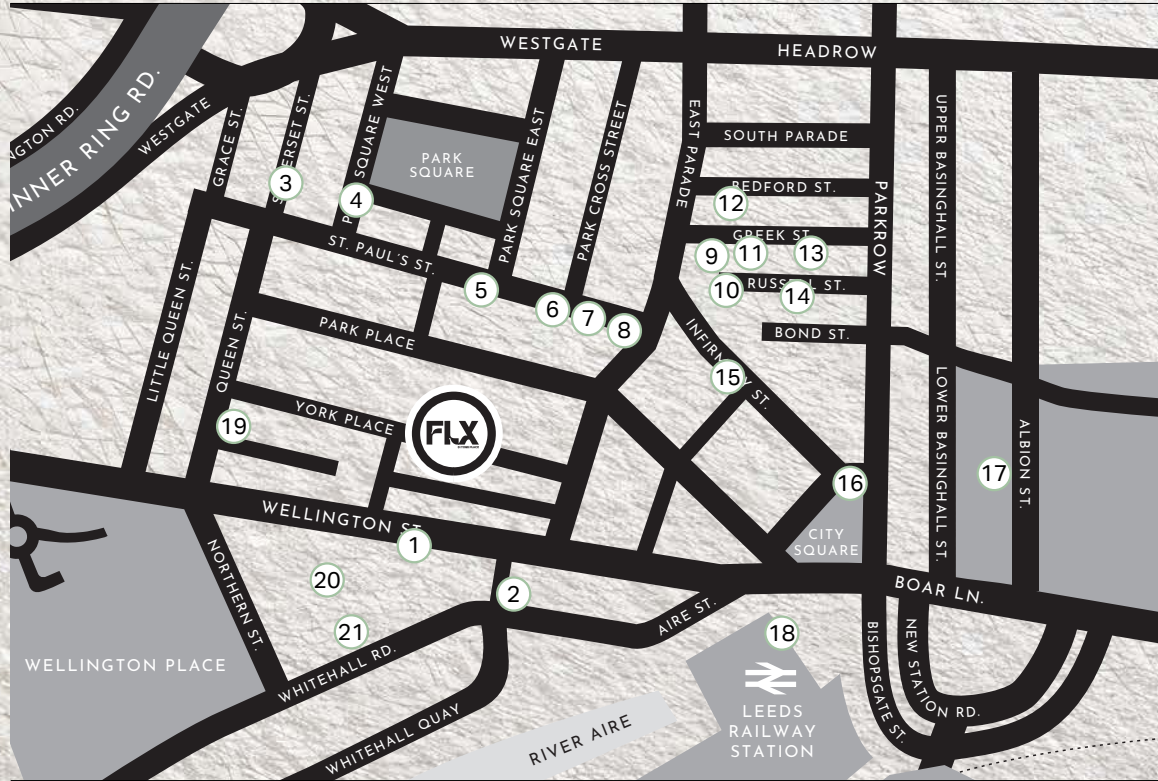 WESTGATE
HEADROW
NGTON RD.
INNER RING RD.
WESTGATE
GRACE ST.
SOMERSET ST.
SQUARE WEST
PARK
SQUARE
PARK SQUARE EAST
PARK CROSS STREET
EAST PARADE
SOUTH PARADE
BEDFORD ST.
GREEK ST.
RUSSELL ST.
BOND ST.
PARKROW
UPPER BASINGHALL ST.
LOWER BASINGHALL ST.
ALBION ST.
3
4
12
9
11
13
10
14
ST. PAUL'S ST.
5
6
7
8
LITTLE QUEEN ST.
QUEEN ST.
PARK PLACE
INFIRMARY ST.
15
YORK PLACE
FLX
19
16
17
CITY
SQUARE
WELLINGTON ST.
1
NORTHERN ST.
20
2
21
BOAR LN.
AIRE ST.
18
WELLINGTON PLACE
WHITEHALL RD.
WHITEHALL QUAY
RIVER AIRE
LEEDS
RAILWAY
STATION
BISHOPSGATE ST.
NEW STATION RD.